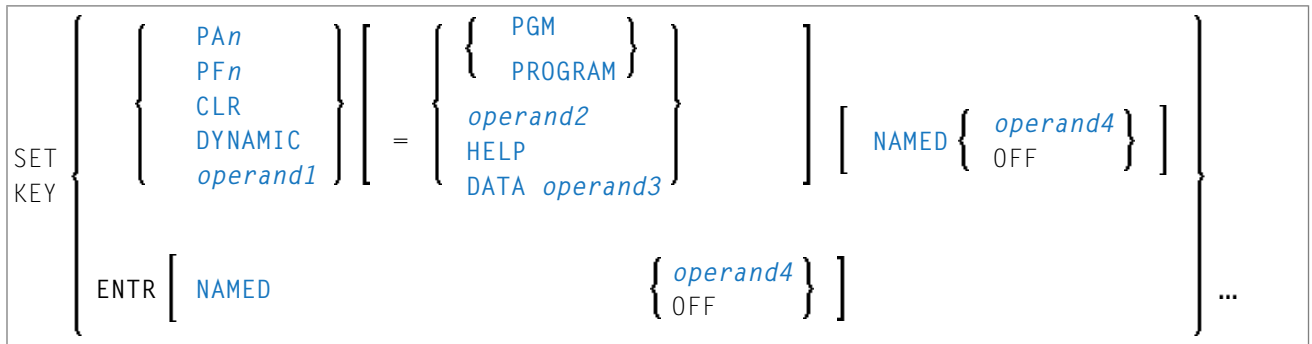 PGM
PAn
PFn
PROGRAM
CLR
operand2
operand4
DYNAMIC
=
NAMED
SET
HELP
OFF
operand1
KEY
DATA operand3
operand4
ENTR
NAMED
...
OFF